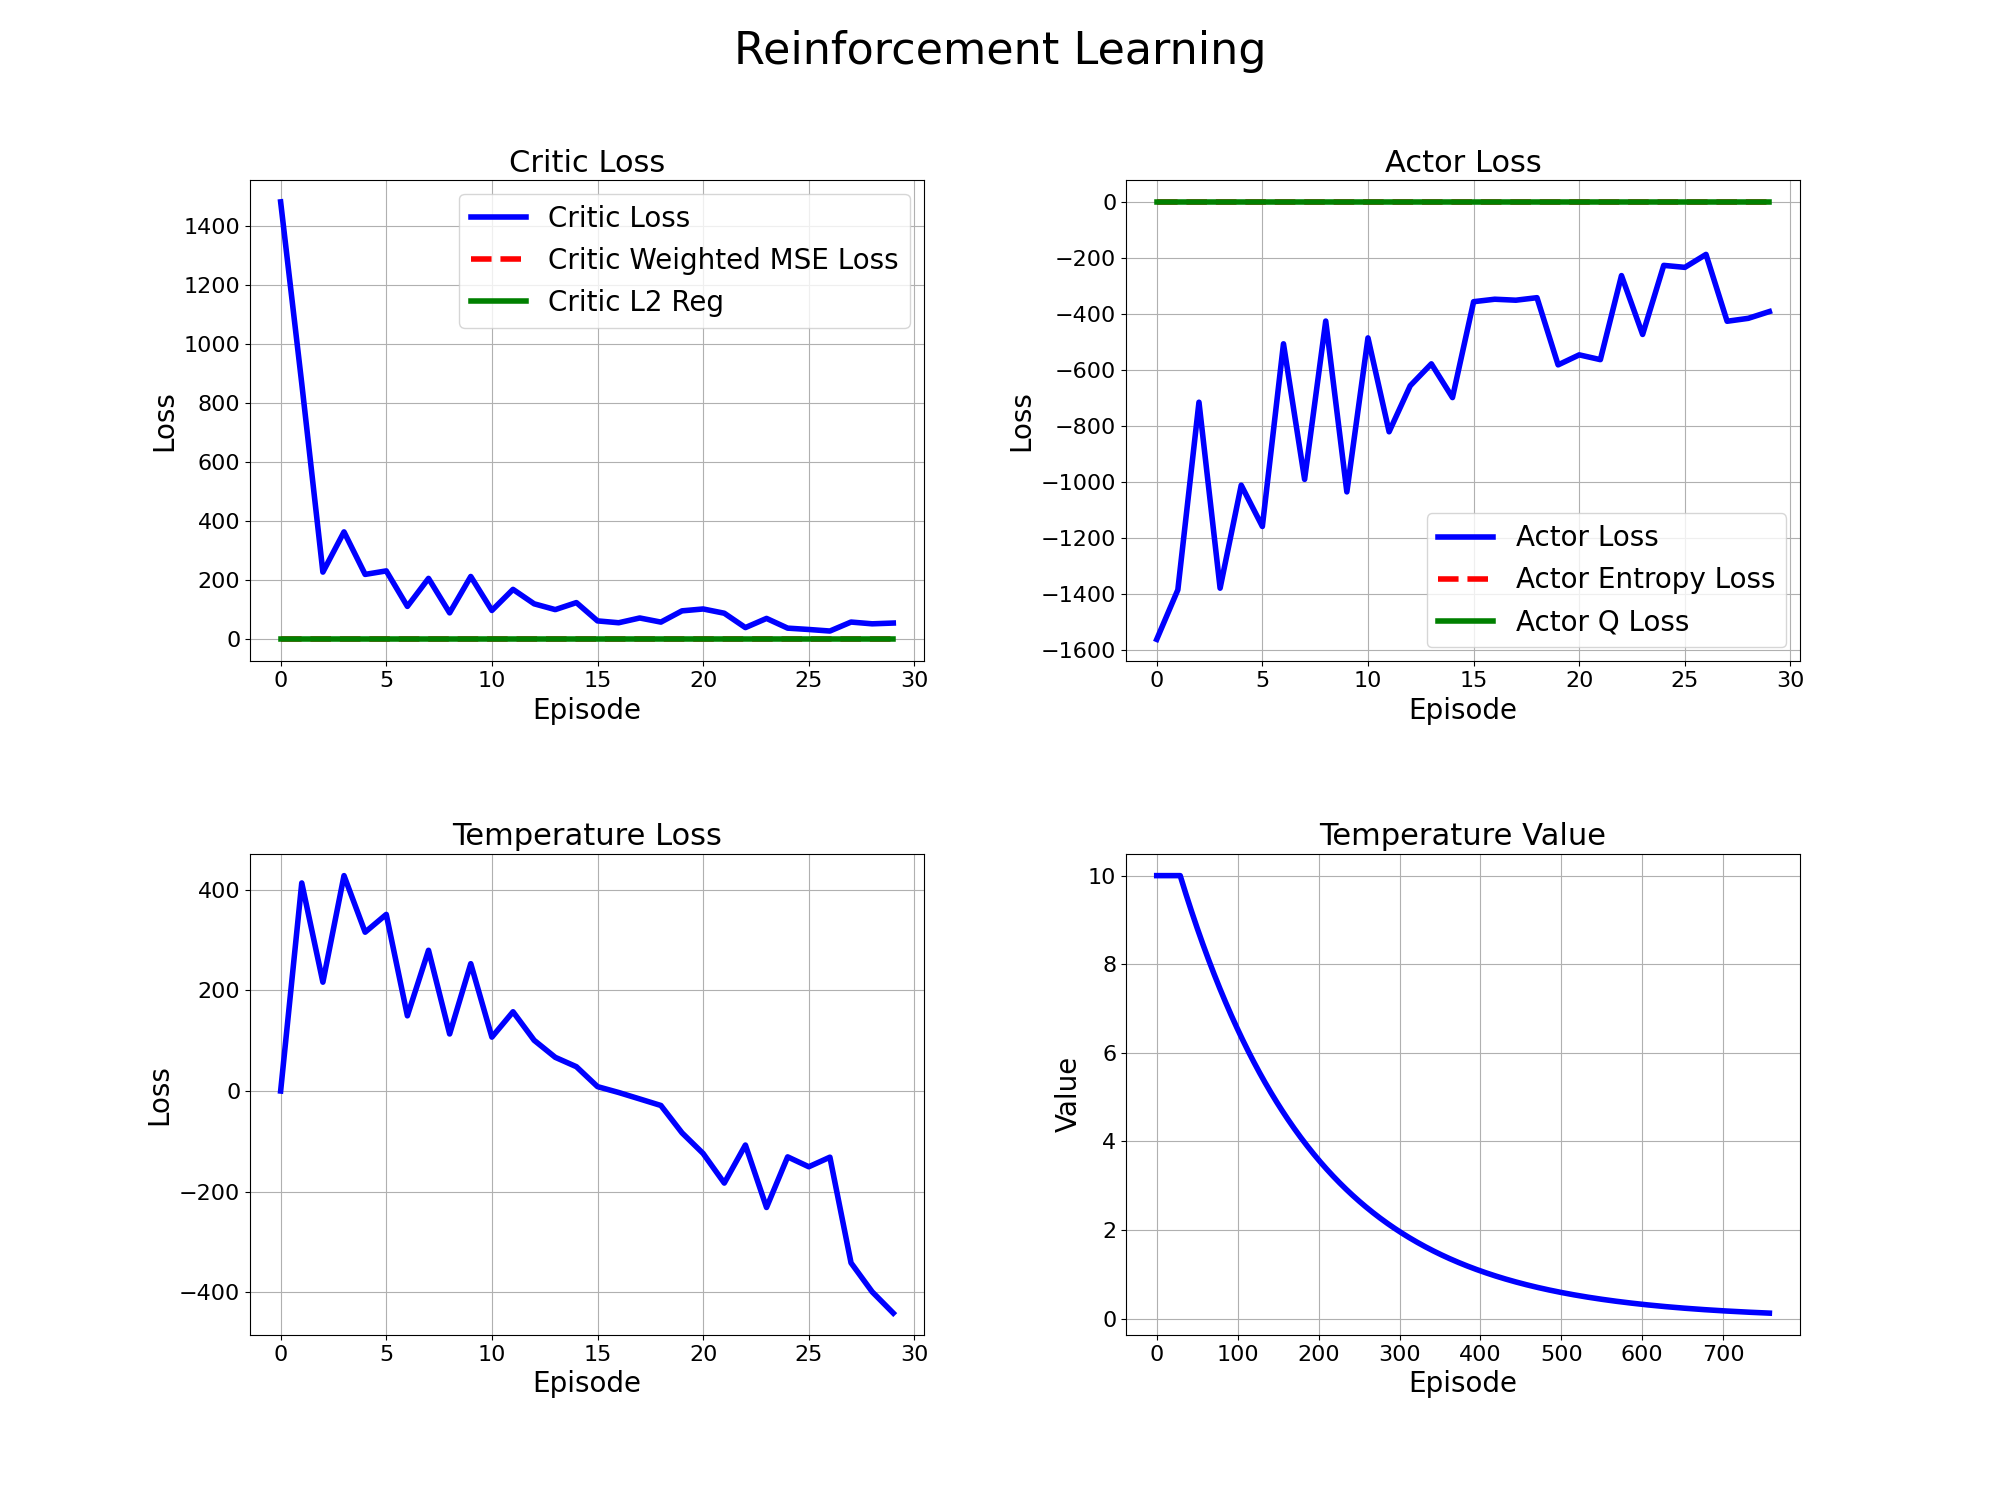 Reinforcement Learning
Critic Loss
1400
1200
1000
800
600
400
200
0
Loss
Critic Loss
Critic Weighted MSE Loss
Critic L2 Reg
0 5 10 15 20 25 30
Episode
Actor Loss
0
−200
−400
−600
−800
−1000
−1200
−1400
−1600
Loss
Actor Loss
Actor Entropy Loss
Actor Q Loss
0 5 10 15 20 25 30
Episode
Temperature Loss
400
200
0
−200
−400
Loss
0 5 10 15 20 25 30
Episode
Temperature Value
10
8
6
4
2
0
Value
0 100 200 300 400 500 600 700
Episode